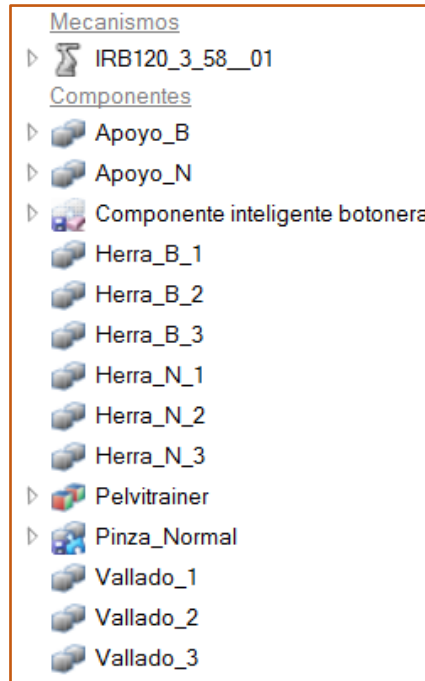 Mecanismos
IRB120_3_58__01
Componentes
Apoyo_B
Apoyo_N
Componente inteligente botonera
Herra_B_1
Herra_B_2
Herra_B_3
Herra_N_1
Herra_N_2
Herra_N_3
Pelvitrainer
Pinza_Normal
Vallado_1
Vallado_2
Vallado_3